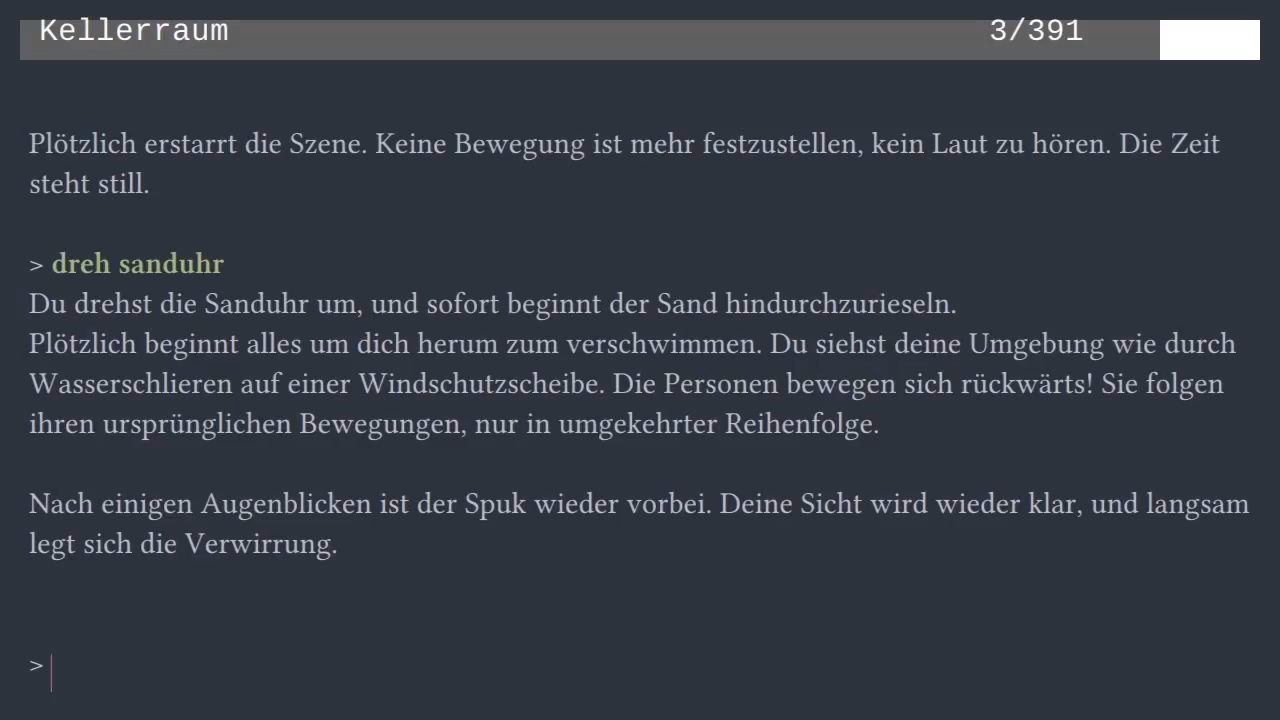 Kellerraum 3/391
Plötzlich erstarrt die Szene. Keine Bewegung ist mehr festzustellen, kein Laut zu hören. Die Zeit
steht still.
> dreh sanduhr
Du drehst die Sanduhr um, und sofort beginnt der Sand hindurchzurieseln.
Plötzlich beginnt alles um dich herum zum verschwimmen. Du siehst deine Umgebung wie durch
Wasserschlieren auf einer Windschutzscheibe. Die Personen bewegen sich rückwärts! Sie folgen
ihren ursprünglichen Bewegungen, nur in umgekehrter Reihenfolge.
Nach einigen Augenblicken ist der Spuk wieder vorbei. Deine Sicht wird wieder klar, und langsam
legt sich die Verwirrung.
>